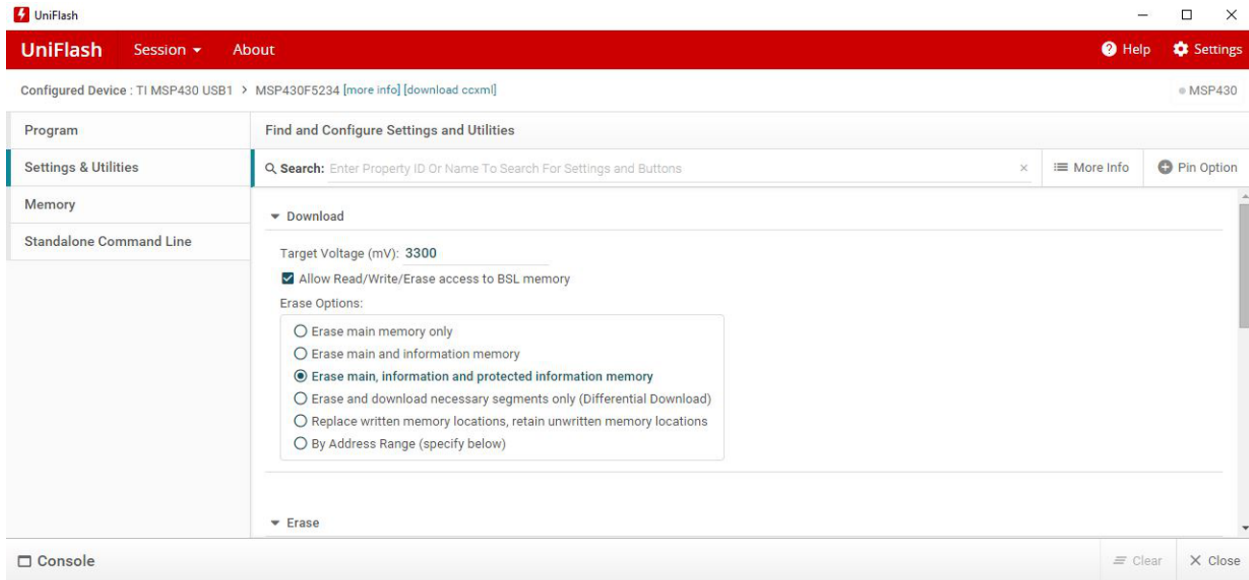 UniFlash
UniFlash Session About Help Settings
Configured Device : TI MSP430 USB1 > MSP430F5234 [more info] [download ccxml] MSP430
Program
Settings & Utilities
Memory
Standalone Command Line
Find and Configure Settings and Utilities
Search: Enter Property ID Or Name To Search For Settings and Buttons × More Info Pin Option
Download
Target Voltage (mV): 3300
Allow Read/Write/Erase access to BSL memory
Erase Options:
Erase main memory only
Erase main and information memory
Erase main, information and protected information memory
Erase and download necessary segments only (Differential Download)
Replace written memory locations, retain unwritten memory locations
By Address Range (specify below)
Erase
Console Clear Close